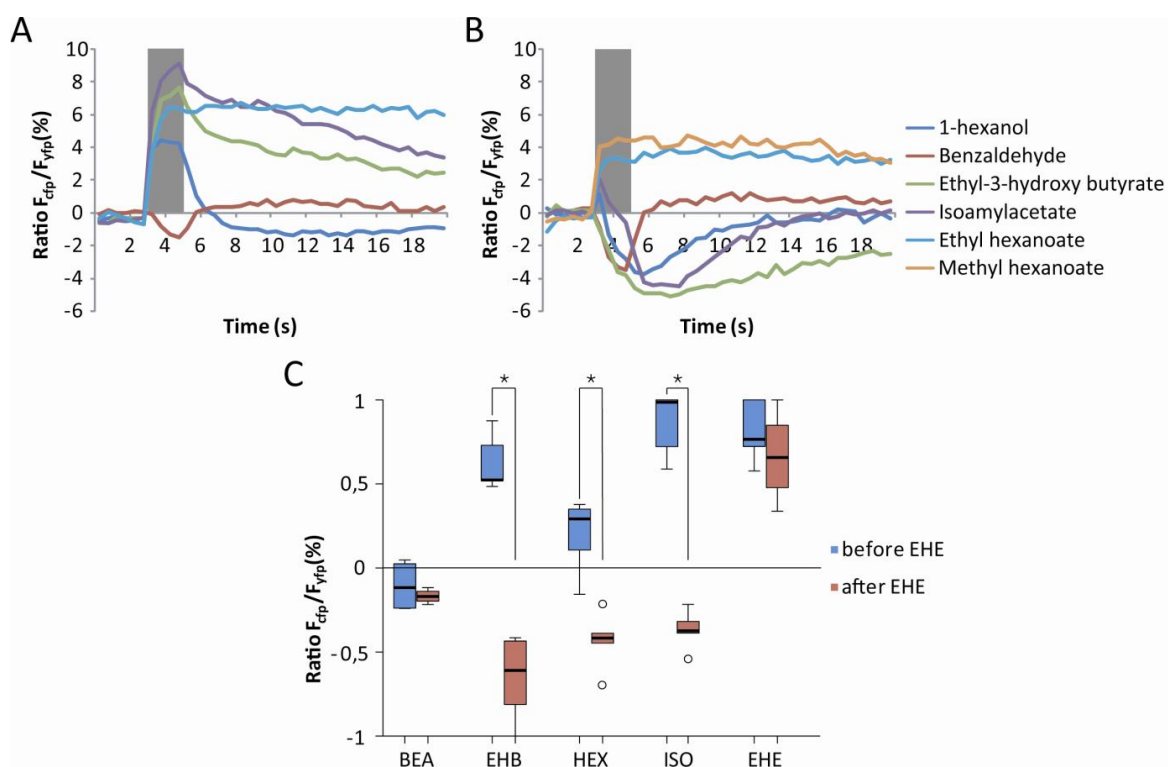 A
Ratio Fcfp/Fyfp(%)
10
8
6
4
2
0
-2
-4
-6
2 4 6 8 10 12 14 16 18
Time (s)
B
Ratio Fcfp/Fyfp(%)
10
8
6
4
2
0
-2
-4
-6
2 4 6 8 10 12 14 16 18
Time (s)
1-hexanol
Benzaldehyde
Ethyl-3-hydroxy butyrate
Isoamylacetate
Ethyl hexanoate
Methyl hexanoate
C
Ratio Fcfp/Fyfp(%)
1
0,5
0
-0,5
-1
* * *
BEA EHB HEX ISO EHE
before EHE
after EHE